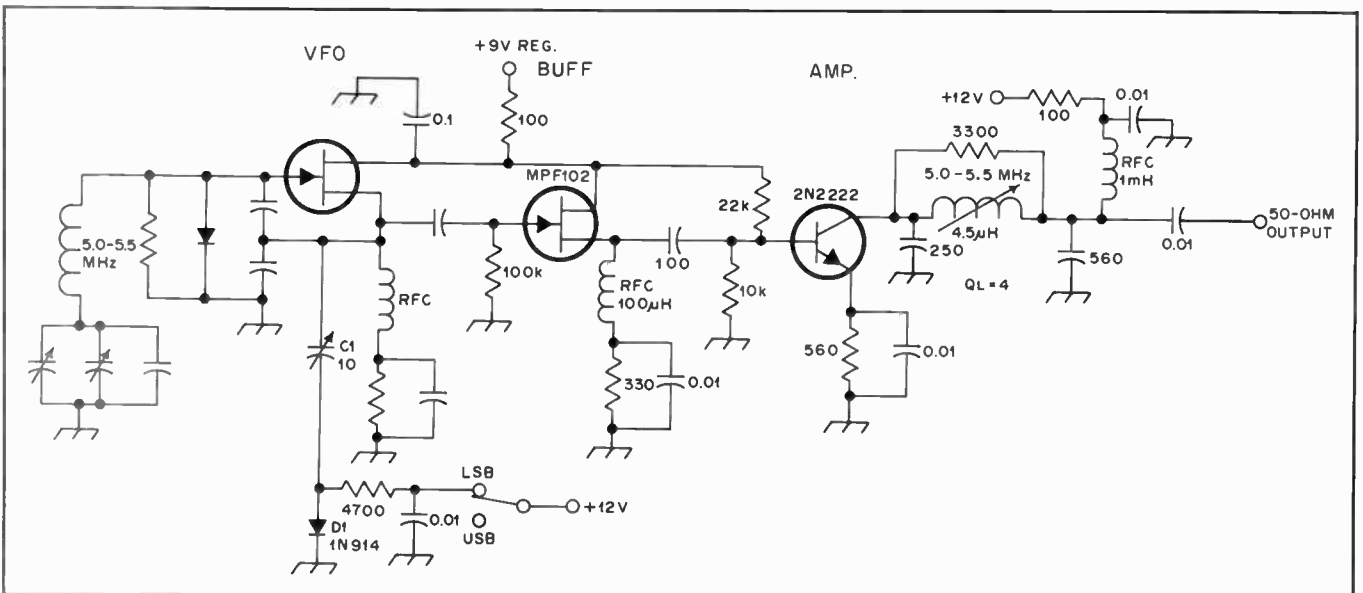 VFO
+9V REG.
BUFF
AMP.
0.1
100
+12V
100
0.01
3300
RFC
1mH
MPF102
22k
2N2222
5.0-5.5 MHz
4.5µH
250
560
0.01
50-OHM
OUTPUT
QL=4
5.0-5.5
MHz
100k
RFC
100
RFC
100µH
10k
C1
10
330
0.01
560
0.01
LSB
4700
0.01
+12V
USB
D1
1N914